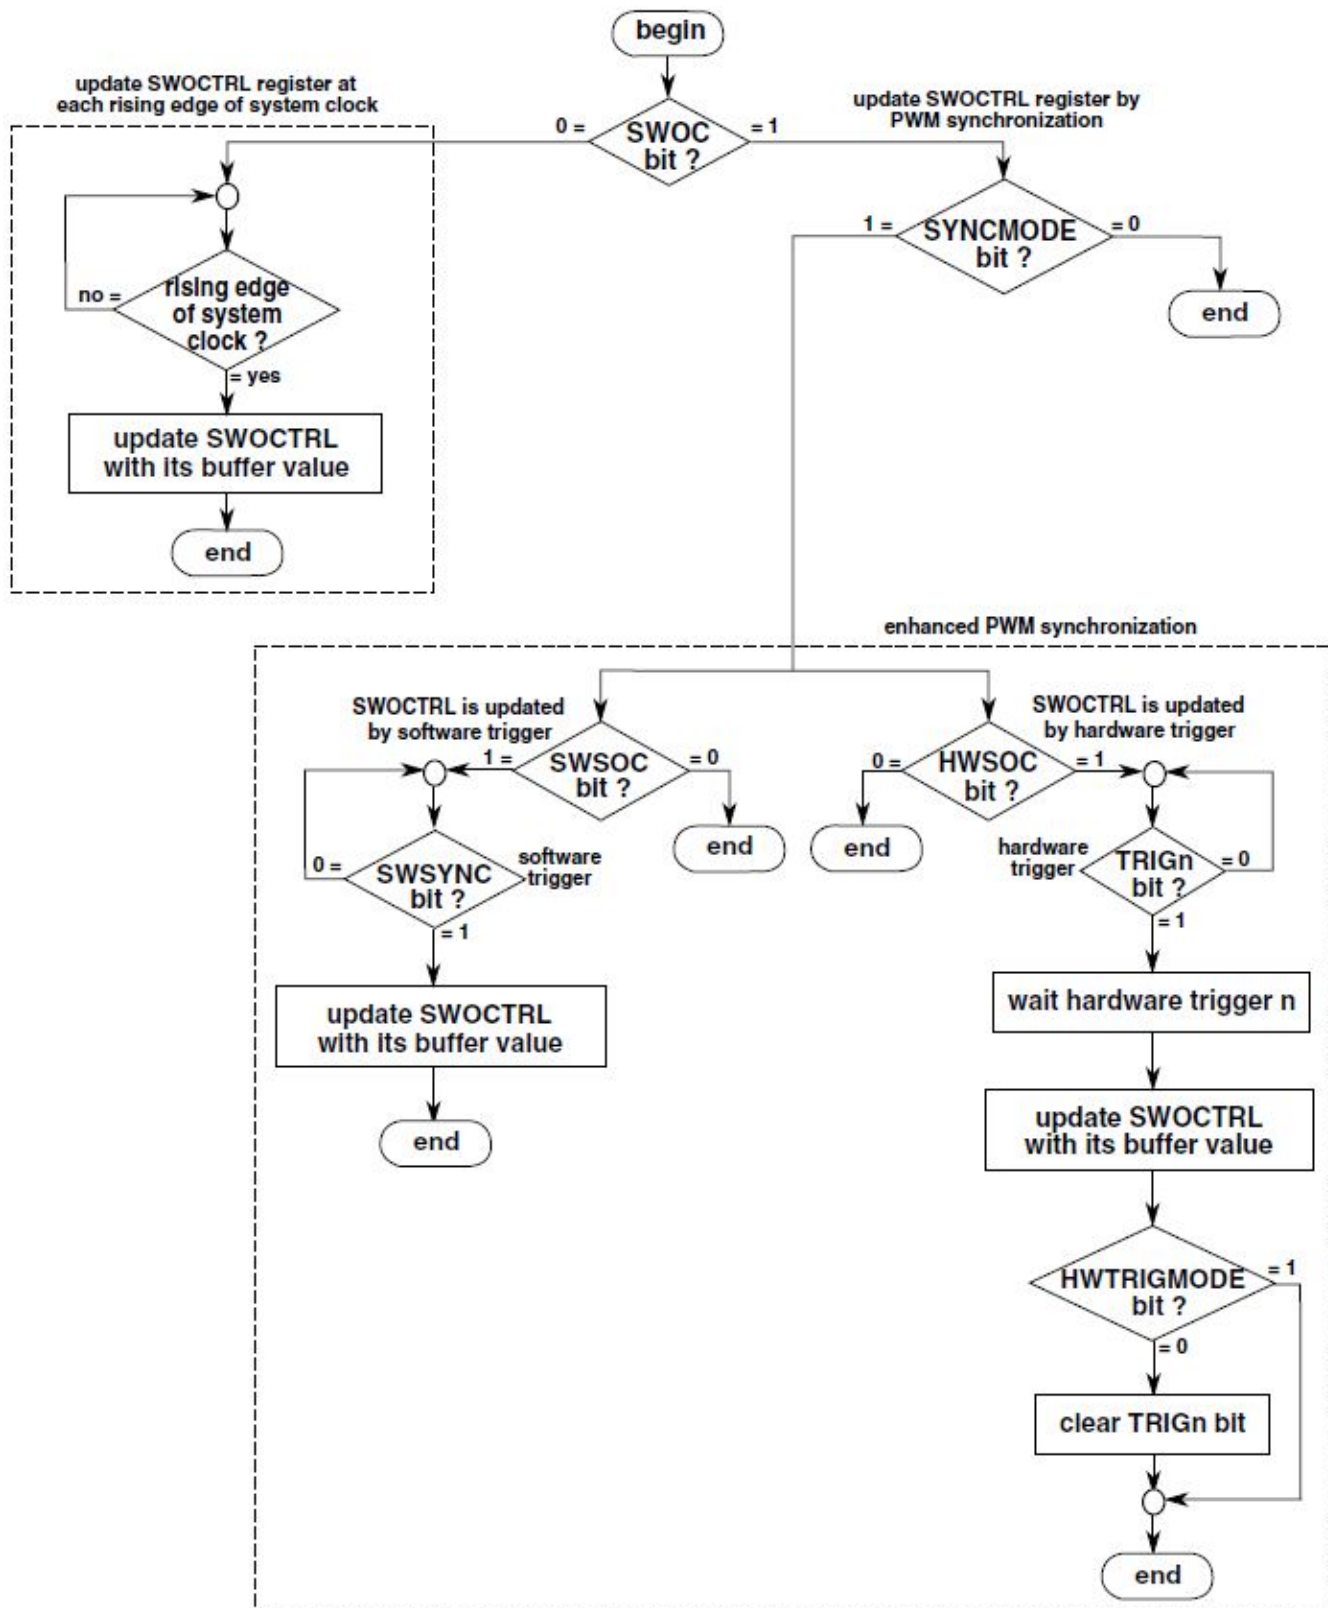 begin
update SWOCTRL register at
each rising edge of system clock
update SWOCTRL register by
PWM synchronization
0 =
SWOC
bit ?
= 1
1 =
SYNCMODE
bit ?
= 0
end
no =
rising edge
of system
clock ?
= yes
update SWOCTRL
with its buffer value
end
enhanced PWM synchronization
SWOCTRL is updated
by software trigger
1 =
SWSOC
bit ?
= 0
end
0 =
SWSYNC
bit ?
software
trigger
= 1
update SWOCTRL
with its buffer value
end
SWOCTRL is updated
by hardware trigger
0 =
HWSOC
bit ?
= 1
end
hardware
trigger
TRIGn
bit ?
= 0
= 1
wait hardware trigger n
update SWOCTRL
with its buffer value
HWTRIGMODE
bit ?
= 1
= 0
clear TRIGn bit
end